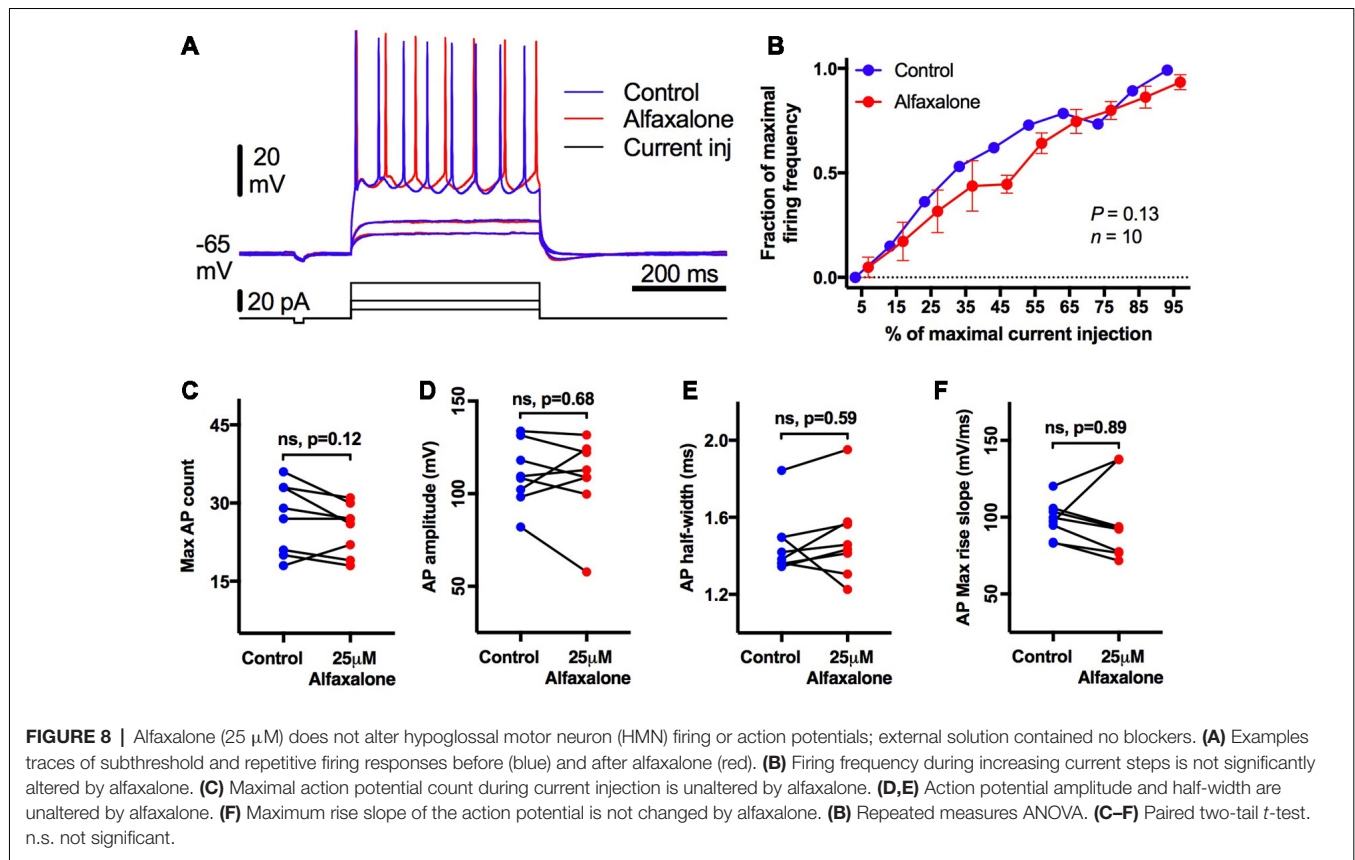 A
Control
Alfaxalone
Current inj
20
mV
-65
mV
20 pA
200 ms
B
Control
Alfaxalone
Fraction of maximal
firing frequency
1.0
0.5
0.0
P = 0.13
n = 10
5 15 25 35 45 55 65 75 85 95
% of maximal current injection
C
Max AP count
45
30
15
ns, p=0.12
Control 25µM
Alfaxalone
D
AP amplitude (mV)
150
100
50
ns, p=0.68
Control 25µM
Alfaxalone
E
AP half-width (ms)
2.0
1.6
1.2
ns, p=0.59
Control 25µM
Alfaxalone
F
AP Max rise slope (mV/ms)
150
100
50
ns, p=0.89
Control 25µM
Alfaxalone
FIGURE 8 | Alfaxalone (25 µM) does not alter hypoglossal motor neuron (HMN) firing or action potentials; external solution contained no blockers. (A) Examples
traces of subthreshold and repetitive firing responses before (blue) and after alfaxalone (red). (B) Firing frequency during increasing current steps is not significantly
altered by alfaxalone. (C) Maximal action potential count during current injection is unaltered by alfaxalone. (D,E) Action potential amplitude and half-width are
unaltered by alfaxalone. (F) Maximum rise slope of the action potential is not changed by alfaxalone. (B) Repeated measures ANOVA. (C–F) Paired two-tail t-test.
n.s. not significant.